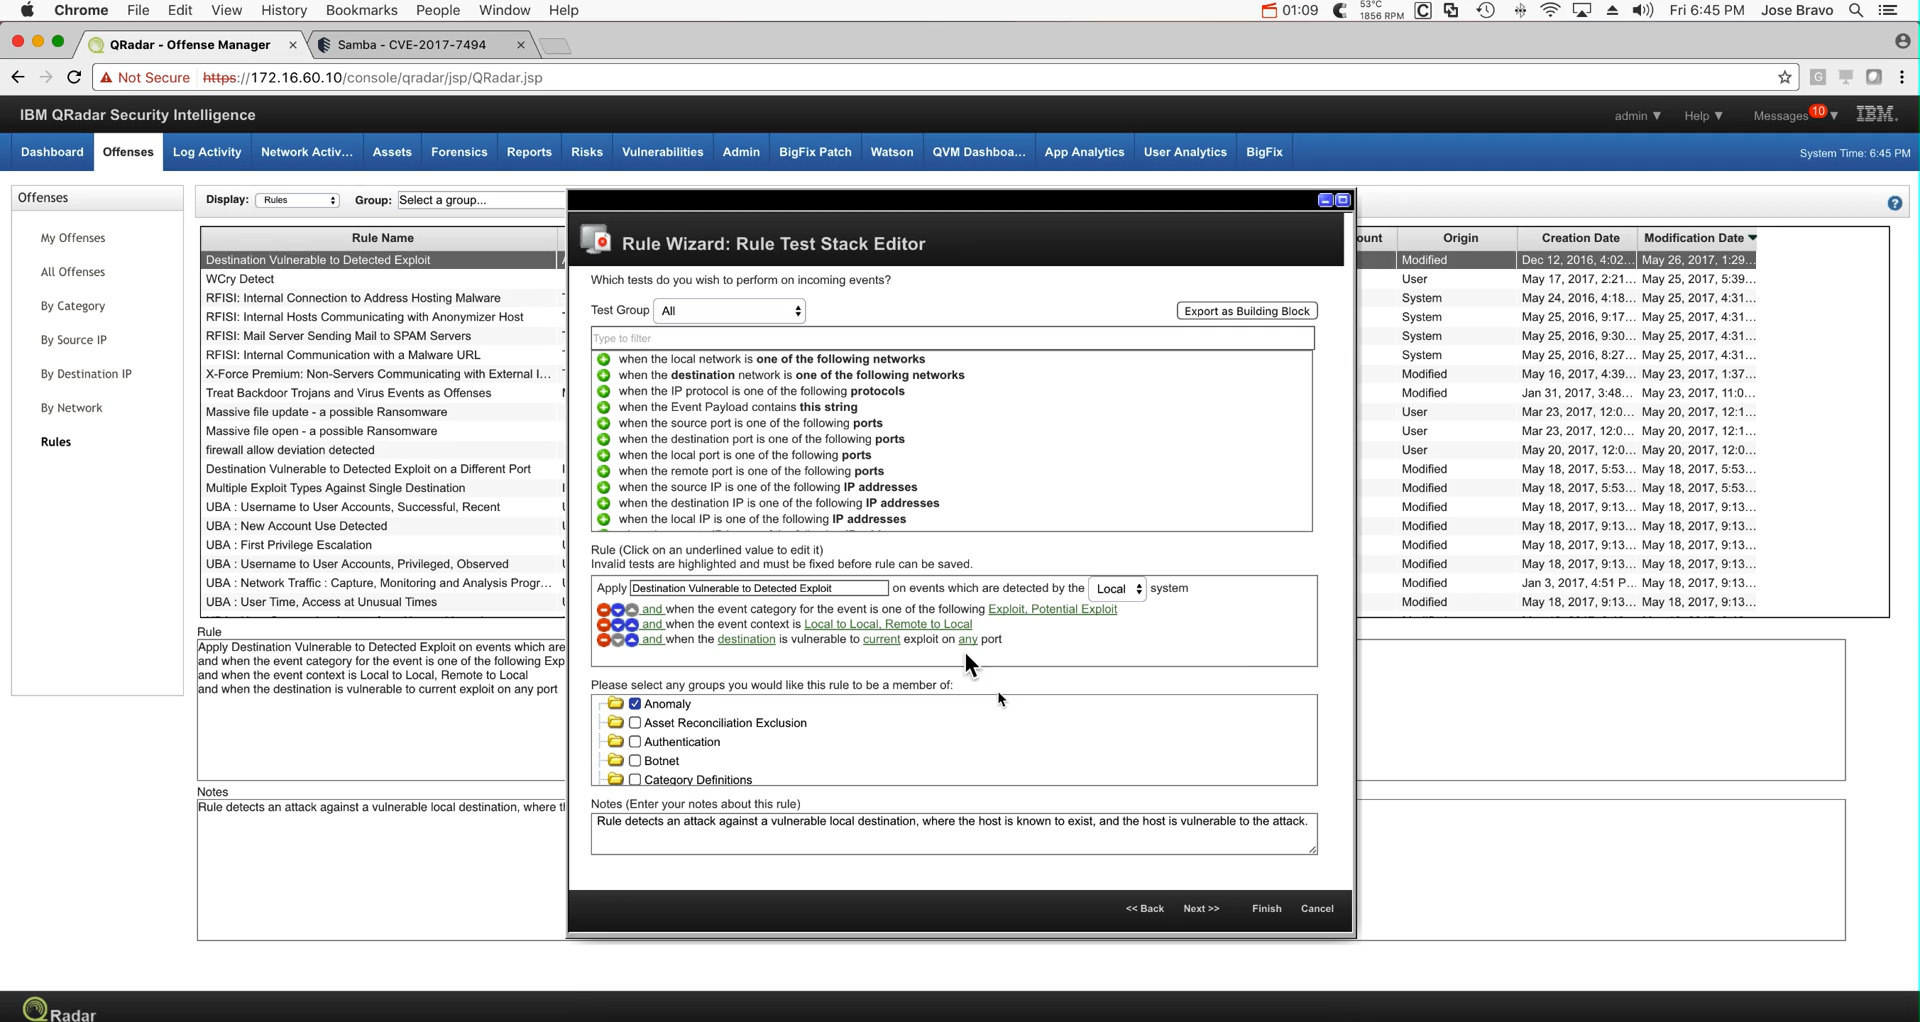 Chrome File Edit View History Bookmarks People Window Help 01:09 53°C 1856 RPM Fri 6:45 PM Jose Bravo
QRadar - Offense Manager × Samba - CVE-2017-7494 ×
Not Secure https://172.16.60.10/console/qradar/jsp/QRadar.jsp
IBM QRadar Security Intelligence admin ▼ Help ▼ Messages 10 ▼ IBM.
Dashboard Offenses Log Activity Network Activ... Assets Forensics Reports Risks Vulnerabilities Admin BigFix Patch Watson QVM Dashboa... App Analytics User Analytics BigFix System Time: 6:45 PM
Offenses
My Offenses
All Offenses
By Category
By Source IP
By Destination IP
By Network
Rules
Display: Rules Group: Select a group...
Rule Name
Destination Vulnerable to Detected Exploit
WCry Detect
RFISI: Internal Connection to Address Hosting Malware
RFISI: Internal Hosts Communicating with Anonymizer Host
RFISI: Mail Server Sending Mail to SPAM Servers
RFISI: Internal Communication with a Malware URL
X-Force Premium: Non-Servers Communicating with External I...
Treat Backdoor Trojans and Virus Events as Offenses
Massive file update - a possible Ransomware
Massive file open - a possible Ransomware
firewall allow deviation detected
Destination Vulnerable to Detected Exploit on a Different Port
Multiple Exploit Types Against Single Destination
UBA : Username to User Accounts, Successful, Recent
UBA : New Account Use Detected
UBA : First Privilege Escalation
UBA : Username to User Accounts, Privileged, Observed
UBA : Network Traffic : Capture, Monitoring and Analysis Progr...
UBA : User Time, Access at Unusual Times
Rule
Apply Destination Vulnerable to Detected Exploit on events which are
and when the event category for the event is one of the following Exp
and when the event context is Local to Local, Remote to Local
and when the destination is vulnerable to current exploit on any port
Notes
Rule detects an attack against a vulnerable local destination, where t
Rule Wizard: Rule Test Stack Editor
Which tests do you wish to perform on incoming events?
Test Group All Export as Building Block
Type to filter
when the local network is one of the following networks
when the destination network is one of the following networks
when the IP protocol is one of the following protocols
when the Event Payload contains this string
when the source port is one of the following ports
when the destination port is one of the following ports
when the local port is one of the following ports
when the remote port is one of the following ports
when the source IP is one of the following IP addresses
when the destination IP is one of the following IP addresses
when the local IP is one of the following IP addresses
Rule (Click on an underlined value to edit it)
Invalid tests are highlighted and must be fixed before rule can be saved.
Apply Destination Vulnerable to Detected Exploit on events which are detected by the Local system
and when the event category for the event is one of the following Exploit, Potential Exploit
and when the event context is Local to Local, Remote to Local
and when the destination is vulnerable to current exploit on any port
Please select any groups you would like this rule to be a member of:
Anomaly
Asset Reconciliation Exclusion
Authentication
Botnet
Category Definitions
Notes (Enter your notes about this rule)
Rule detects an attack against a vulnerable local destination, where the host is known to exist, and the host is vulnerable to the attack.
<< Back Next >> Finish Cancel
ount Origin Creation Date Modification Date
Modified Dec 12, 2016, 4:02... May 26, 2017, 1:29...
User May 17, 2017, 2:21... May 25, 2017, 5:39...
System May 24, 2016, 4:18... May 25, 2017, 4:31...
System May 25, 2016, 9:17... May 25, 2017, 4:31...
System May 25, 2016, 9:30... May 25, 2017, 4:31...
System May 25, 2016, 8:27... May 25, 2017, 4:31...
Modified May 16, 2017, 4:39... May 23, 2017, 1:37...
Modified Jan 31, 2017, 3:48... May 23, 2017, 11:0...
User Mar 23, 2017, 12:0... May 20, 2017, 12:1...
User Mar 23, 2017, 12:0... May 20, 2017, 12:1...
User May 20, 2017, 12:0... May 20, 2017, 12:0...
Modified May 18, 2017, 5:53... May 18, 2017, 5:53...
Modified May 18, 2017, 5:53... May 18, 2017, 5:53...
Modified May 18, 2017, 9:13... May 18, 2017, 9:13...
Modified May 18, 2017, 9:13... May 18, 2017, 9:13...
Modified May 18, 2017, 9:13... May 18, 2017, 9:13...
Modified May 18, 2017, 9:13... May 18, 2017, 9:13...
Modified Jan 3, 2017, 4:51 P... May 18, 2017, 9:13...
Modified May 18, 2017, 9:13... May 18, 2017, 9:13...
QRadar